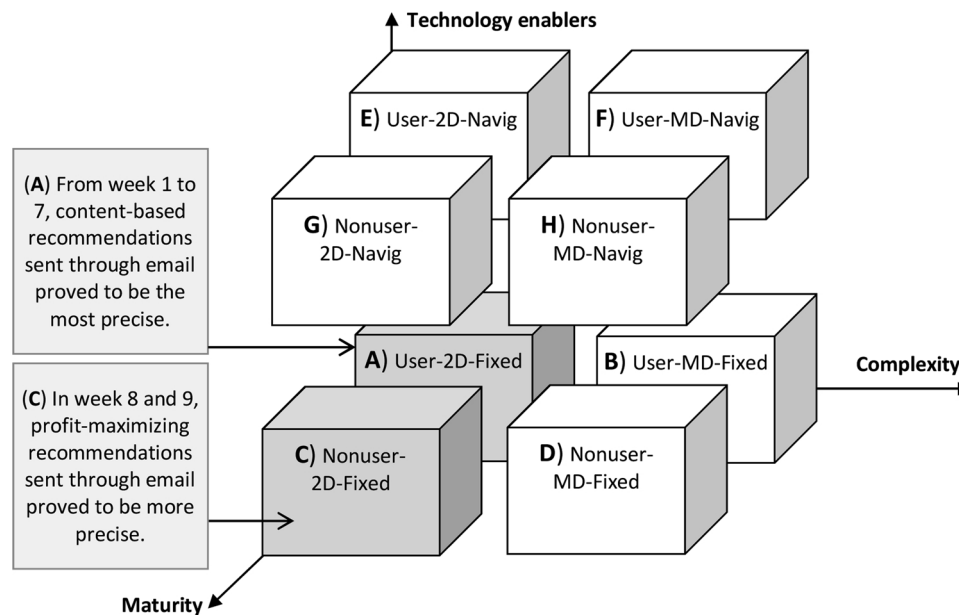 Technology enablers
E) User-2D-Navig
F) User-MD-Navig
(A) From week 1 to
7, content-based
recommendations
sent through email
proved to be the
most precise.
G) Nonuser-
2D-Navig
H) Nonuser-
MD-Navig
A) User-2D-Fixed
B) User-MD-Fixed
Complexity
(C) In week 8 and 9,
profit-maximizing
recommendations
sent through email
proved to be more
precise.
C) Nonuser-
2D-Fixed
D) Nonuser-
MD-Fixed
Maturity